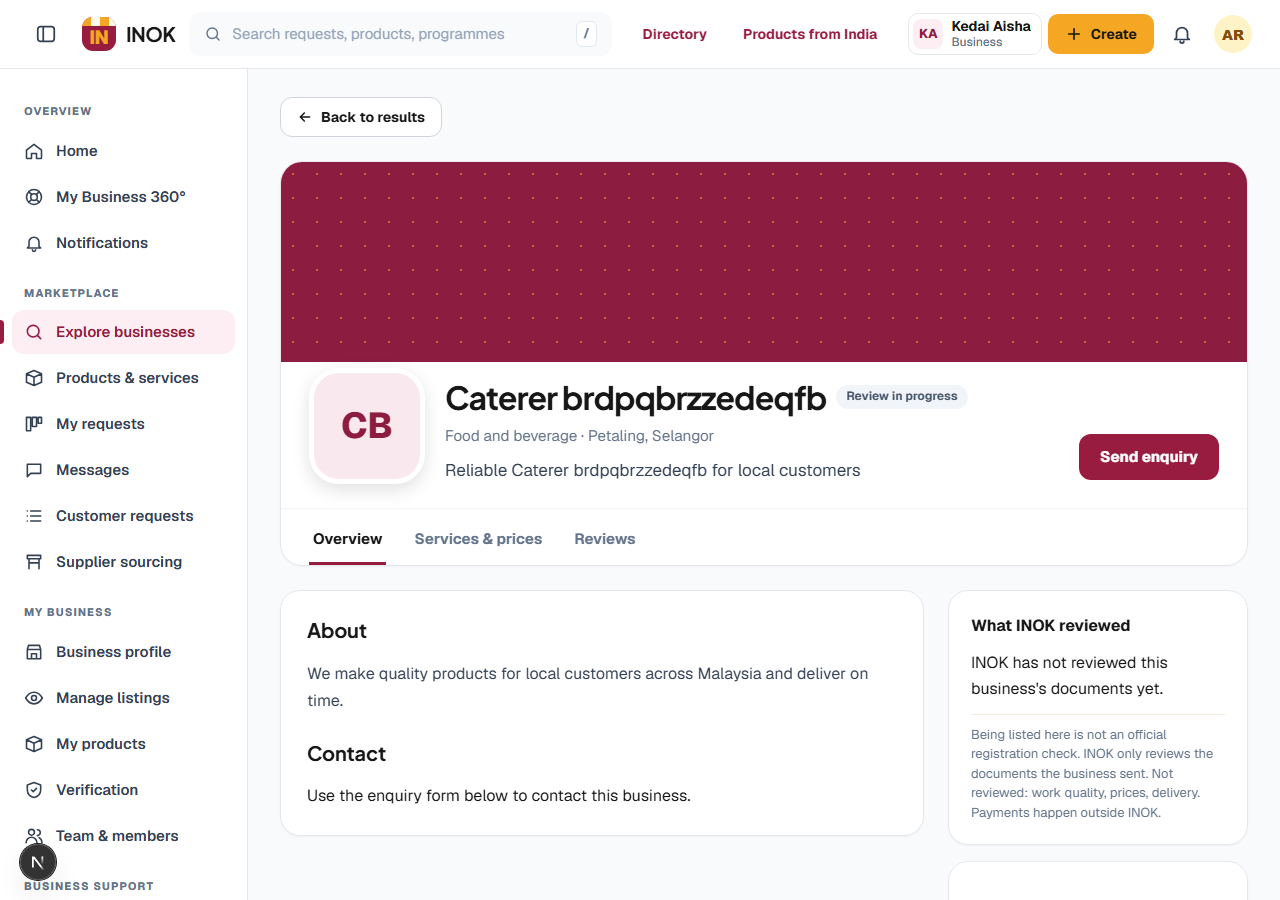 IN INOK
Search requests, products, programmes /
Directory
Products from India
KA Kedai Aisha
Business
+ Create
AR
OVERVIEW
Home
My Business 360°
Notifications
MARKETPLACE
Explore businesses
Products & services
My requests
Messages
Customer requests
Supplier sourcing
MY BUSINESS
Business profile
Manage listings
My products
Verification
Team & members
N
BUSINESS SUPPORT
← Back to results
CB
Caterer brdpqbrzzedeqfb Review in progress
Food and beverage · Petaling, Selangor
Reliable Caterer brdpqbrzzedeqfb for local customers
Send enquiry
Overview Services & prices Reviews
About
We make quality products for local customers across Malaysia and deliver on
time.
Contact
Use the enquiry form below to contact this business.
What INOK reviewed
INOK has not reviewed this
business's documents yet.
Being listed here is not an official
registration check. INOK only reviews the
documents the business sent. Not
reviewed: work quality, prices, delivery.
Payments happen outside INOK.